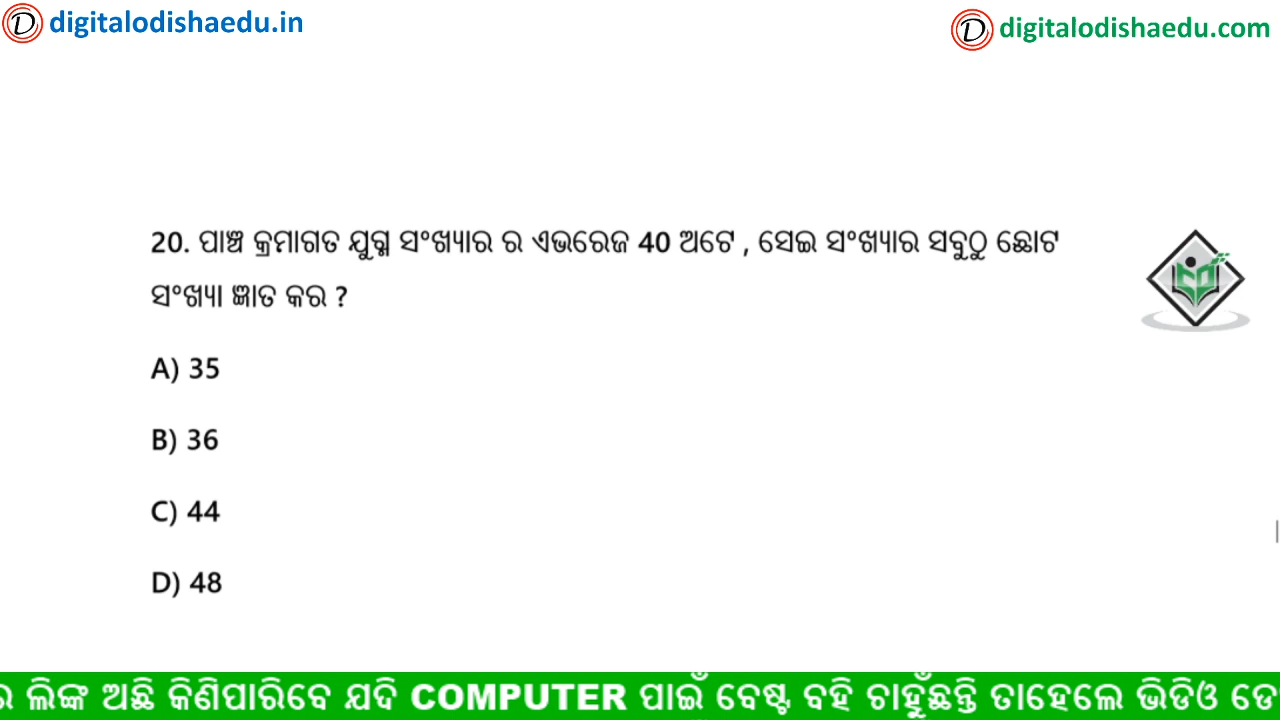 digitalodishaedu.in
digitalodishaedu.com
20. ପାଞ୍ଚ କ୍ରମାଗତ ଯୁଗ୍ମ ସଂଖ୍ୟାର ର ଏଭରେଜ 40 ଅଟେ , ସେଇ ସଂଖ୍ୟାର ସବୁଠୁ ଛୋଟ
ସଂଖ୍ୟା ଜ୍ଞାତ କର ?
A) 35
B) 36
C) 44
D) 48
ର ଲିଙ୍କ ଅଛି କିଣିପାରିବେ ଯଦି COMPUTER ପାଇଁ ବେଷ୍ଟ ବହି ଚାହୁଁଛନ୍ତି ତାହେଲେ ଭିଡିଓ ଡେ